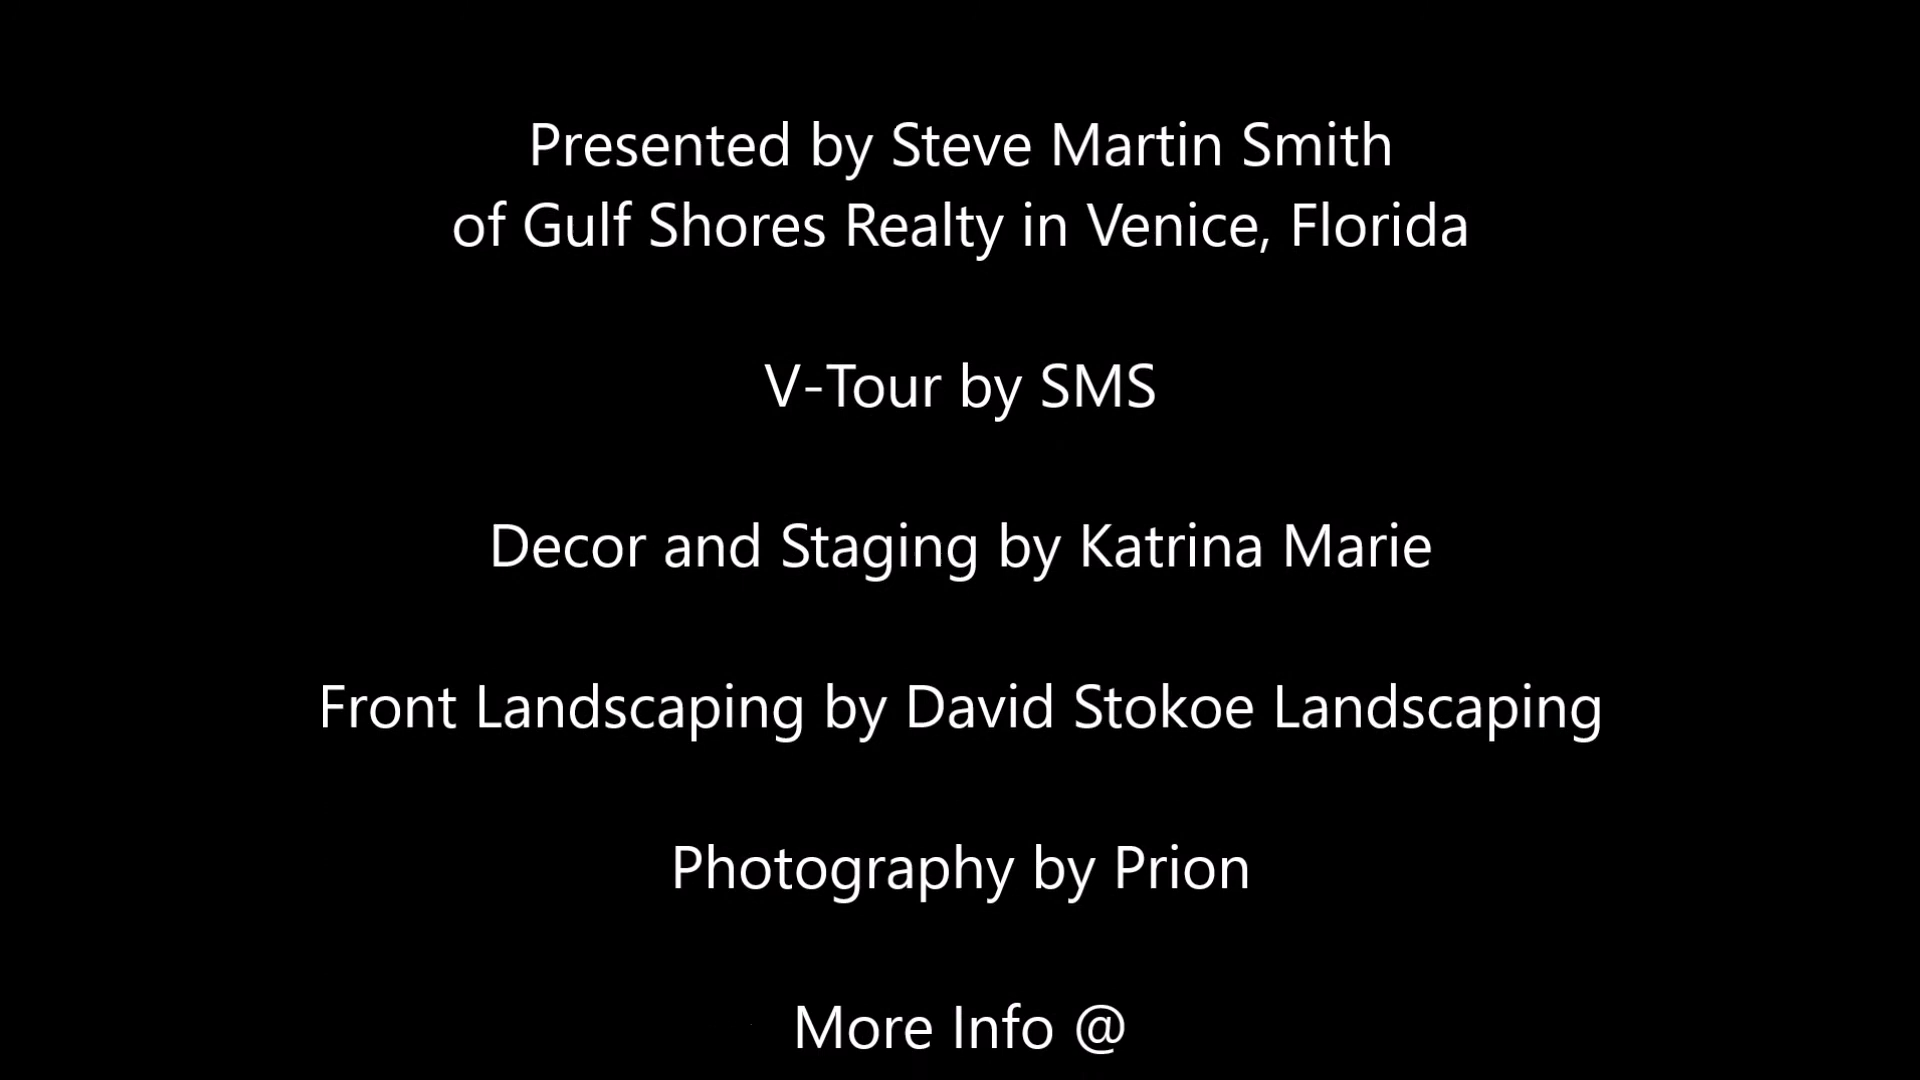 Presented by Steve Martin Smith
of Gulf Shores Realty in Venice, Florida
V-Tour by SMS
Decor and Staging by Katrina Marie
Front Landscaping by David Stokoe Landscaping
Photography by Prion
More Info @